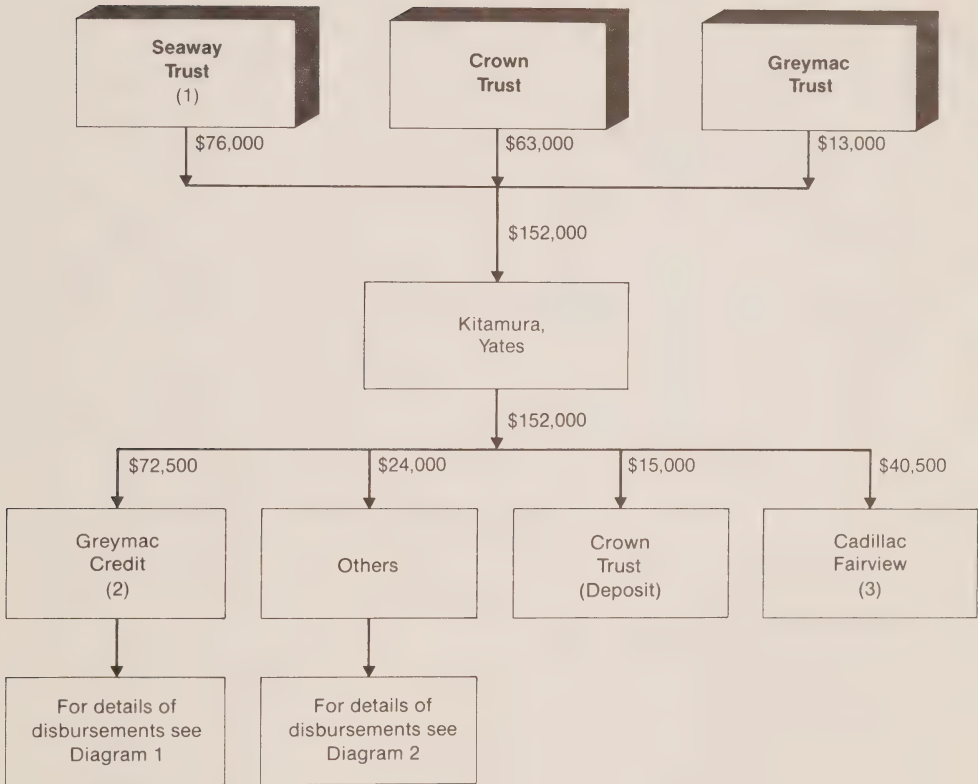 Seaway
Trust
(1)
Crown
Trust
Greymac
Trust
$76,000
$63,000
$13,000
$152,000
Kitamura,
Yates
$152,000
$72,500
$24,000
$15,000
$40,500
Greymac
Credit
(2)
Others
Crown
Trust
(Deposit)
Cadillac
Fairview
(3)
For details of
disbursements see
Diagram 1
For details of
disbursements see
Diagram 2